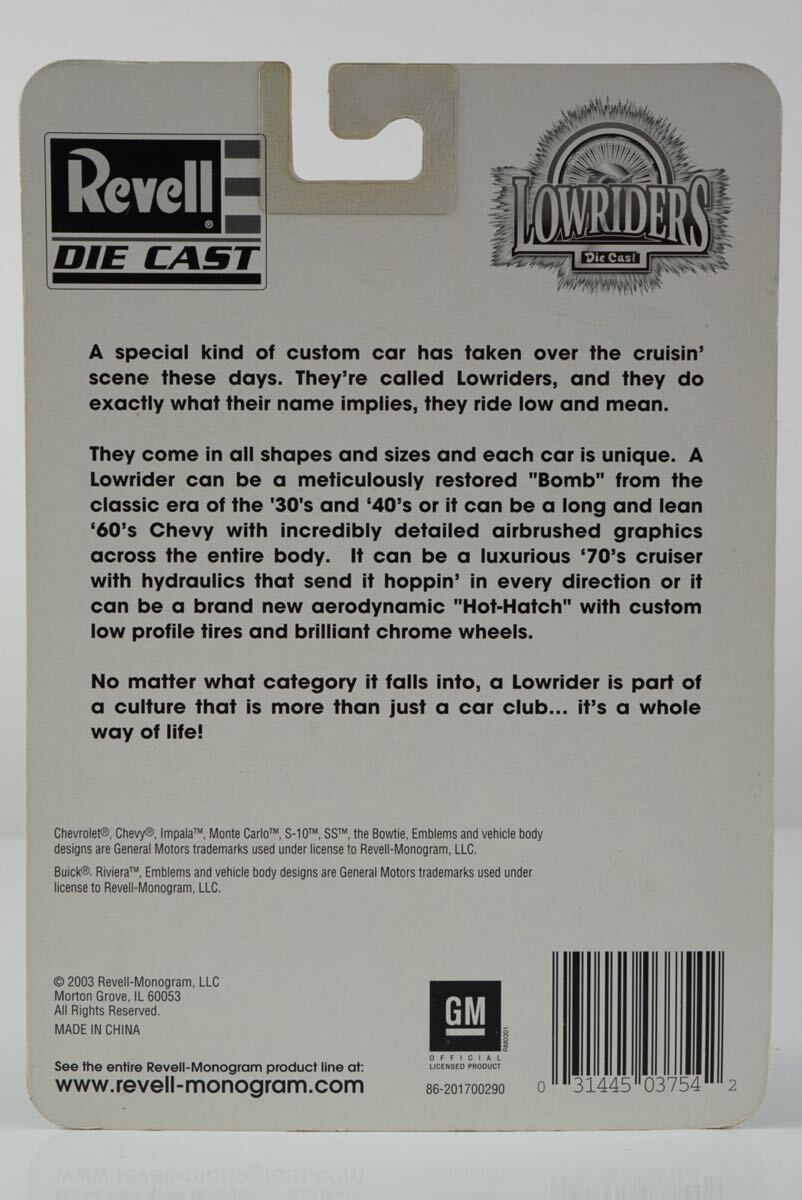 Revell®
DIE CAST
LOWRIDERS
Die Cast
A special kind of custom car has taken over the cruisin'
scene these days. They're called Lowriders, and they do
exactly what their name implies, they ride low and mean.
They come in all shapes and sizes and each car is unique. A
Lowrider can be a meticulously restored "Bomb" from the
classic era of the '30's and ‘40’s or it can be a long and lean
‘60’s Chevy with incredibly detailed airbrushed graphics
across the entire body. It can be a luxurious ‘70’s cruiser
with hydraulics that send it hoppin’ in every direction or it
can be a brand new aerodynamic "Hot-Hatch" with custom
low profile tires and brilliant chrome wheels.
No matter what category it falls into, a Lowrider is part of
a culture that is more than just a car club... it’s a whole
way of life!
Chevrolet®, Chevy®, Impala™, Monte Carlo™, S-10™, SS™, the Bowtie, Emblems and vehicle body
designs are General Motors trademarks used under license to Revell-Monogram, LLC.
Buick®, Riviera™, Emblems and vehicle body designs are General Motors trademarks used under
license to Revell-Monogram, LLC.
© 2003 Revell-Monogram, LLC
Morton Grove, IL 60053
All Rights Reserved.
MADE IN CHINA
See the entire Revell-Monogram product line at:
www.revell-monogram.com
GM
RM0301
OFFICIAL
LICENSED PRODUCT
86-201700290
0 31445 03754 2